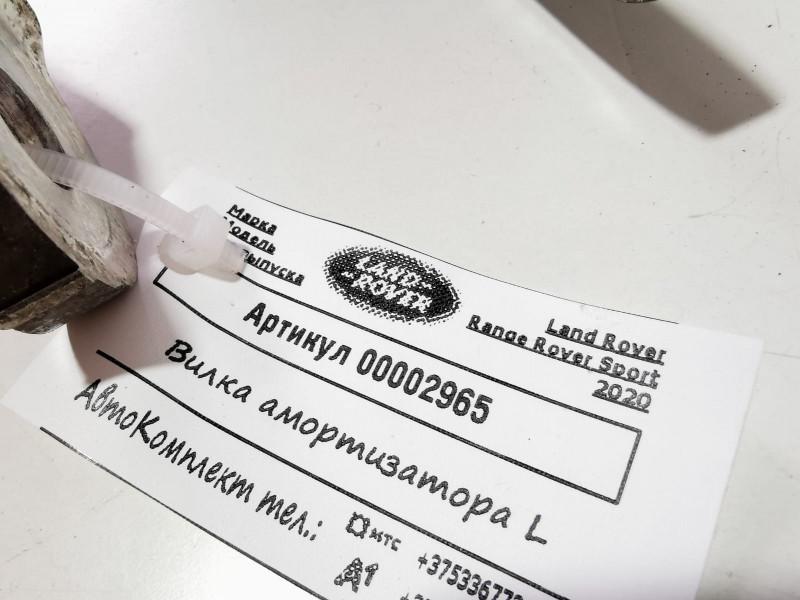 Марка
Модель
Выпуска
LAND-
-ROVER
Land Rover
Range Rover Sport
2020
Артикул 00002965
Вилка амортизатора L
АвтоКомплект тел.:
мтс
A1